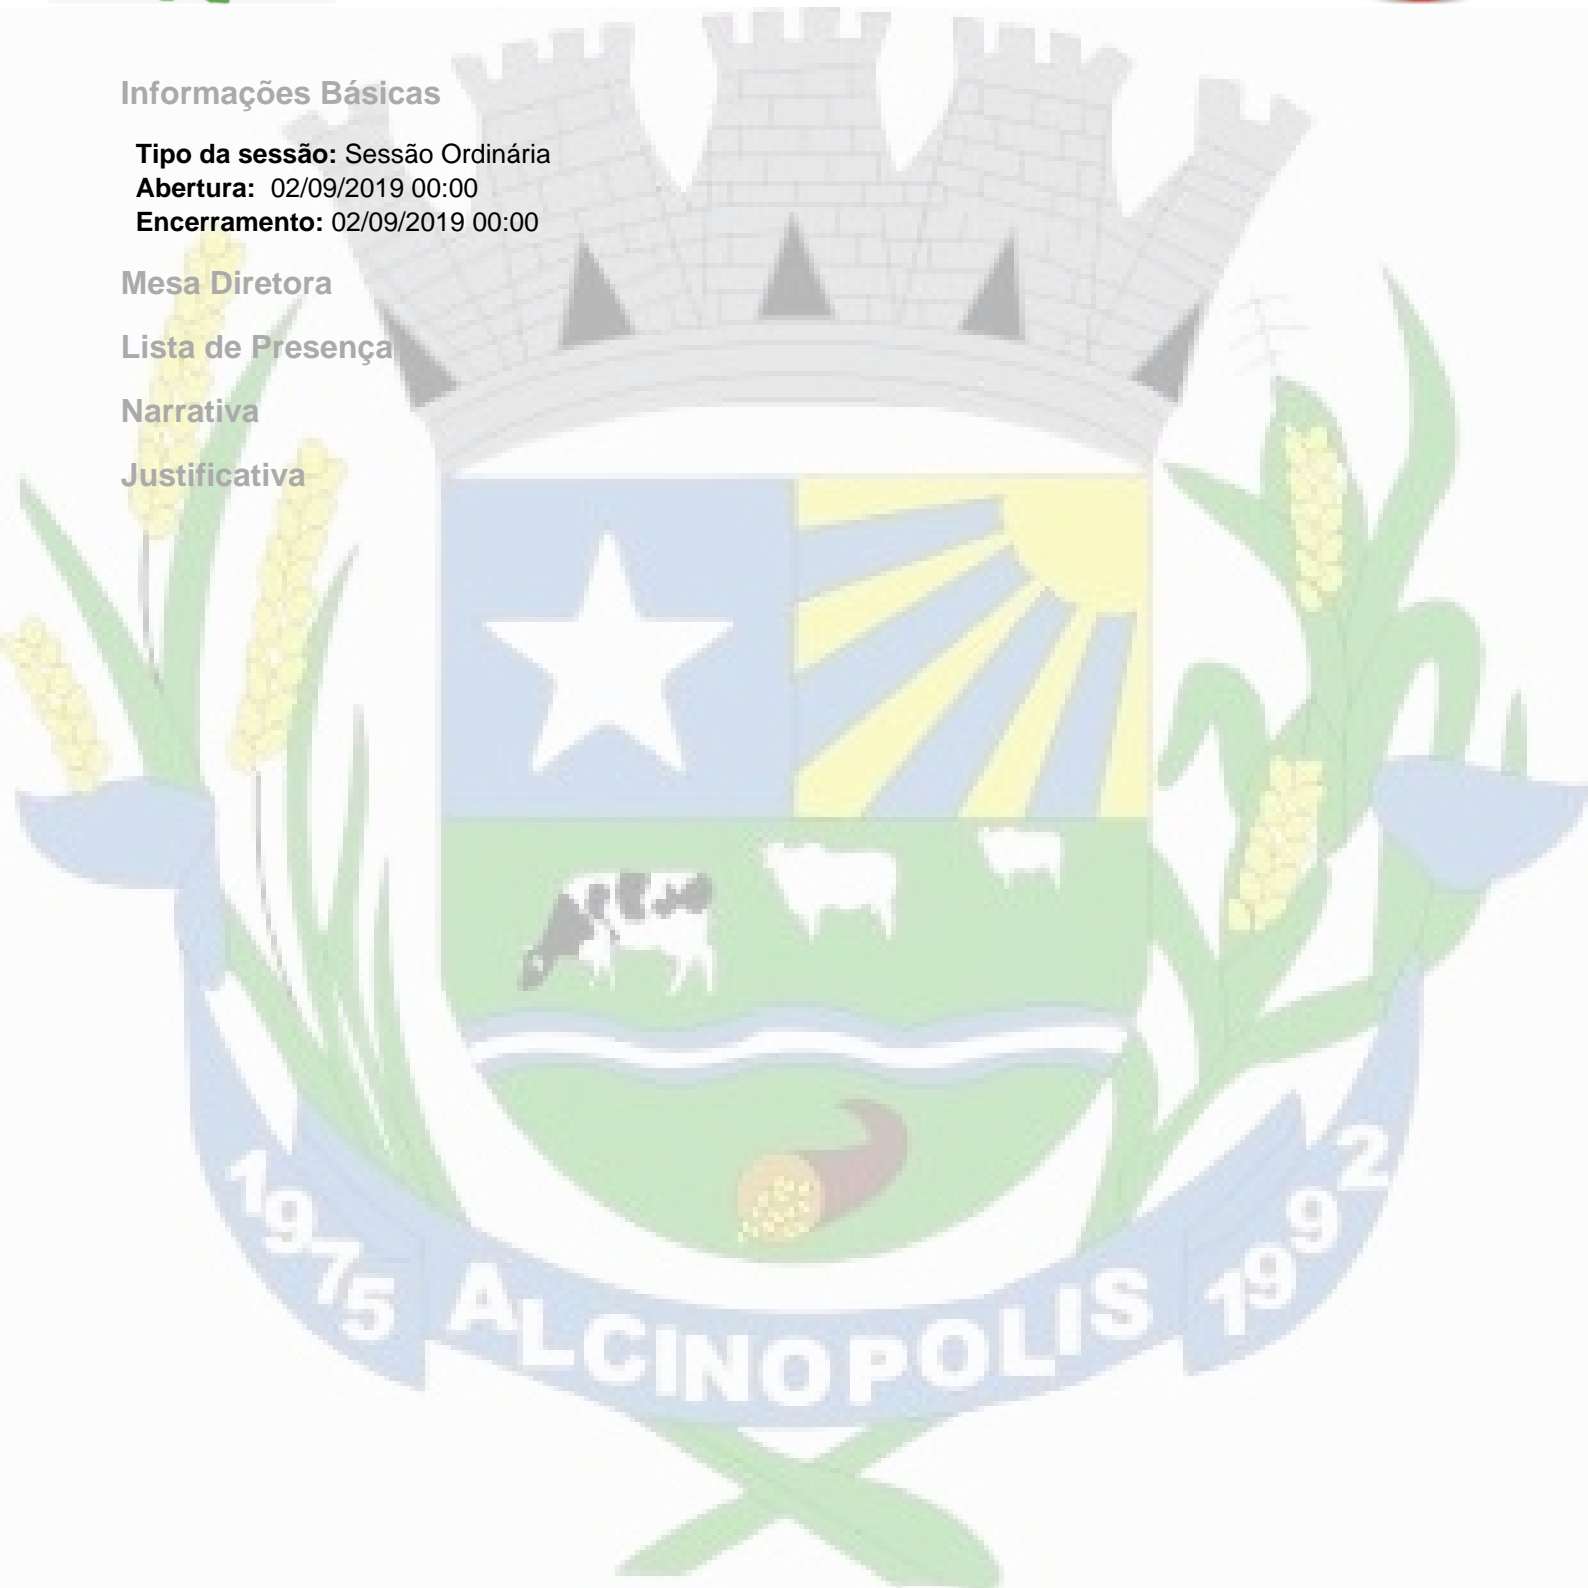 Informações Básicas
Tipo da sessão: Sessão Ordinária
Abertura: 02/09/2019 00:00
Encerramento: 02/09/2019 00:00
Mesa Diretora
Lista de Presença
Narrativa
Justificativa
1975 ALCINOPOLIS 1992